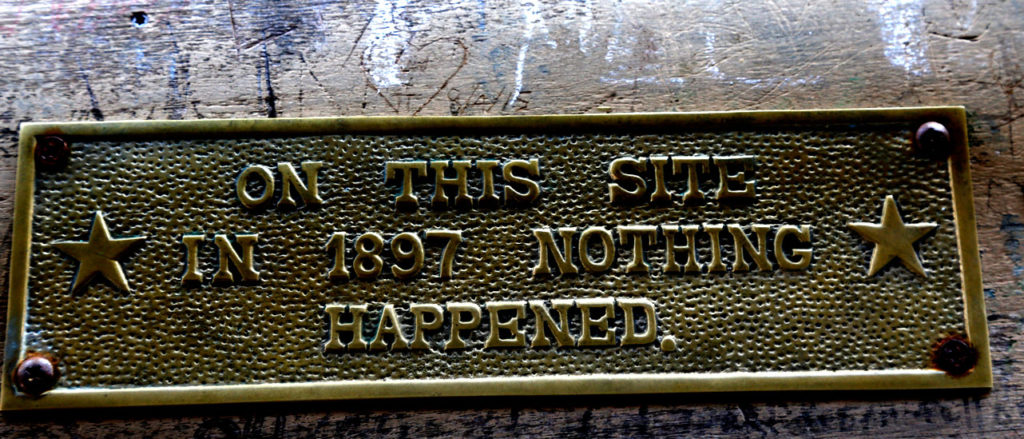 ON THIS SITE
IN 1897 NOTHING
HAPPENED.